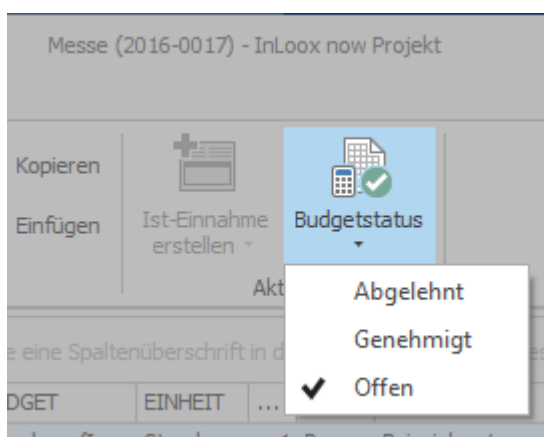 Messe (2016-0017) - InLoox now Projekt
Kopieren
Einfügen
Ist-Einnahme
erstellen
Budgetstatus
Akt
Abgelehnt
Genehmigt
Offen
e eine Spaltenüberschrift in d
DGET EINHEIT ...